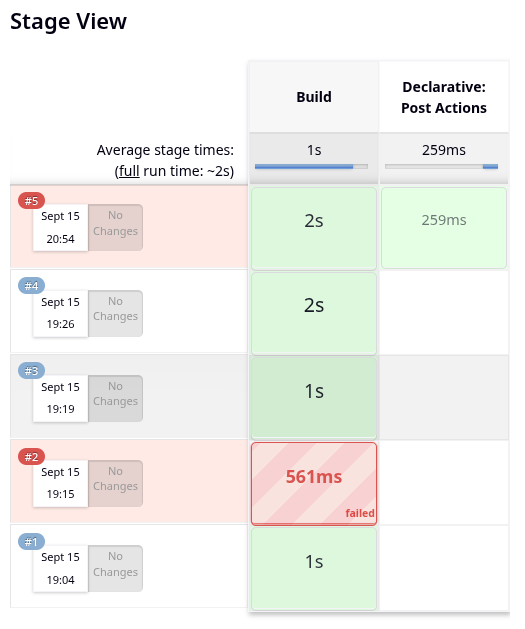 Stage View
Build
Declarative:
Post Actions
Average stage times:
(full run time: ~2s)
1s
259ms
#5
Sept 15
20:54
No
Changes
2s
259ms
#4
Sept 15
19:26
No
Changes
2s
#3
Sept 15
19:19
No
Changes
1s
#2
Sept 15
19:15
No
Changes
561ms
failed
#1
Sept 15
19:04
No
Changes
1s